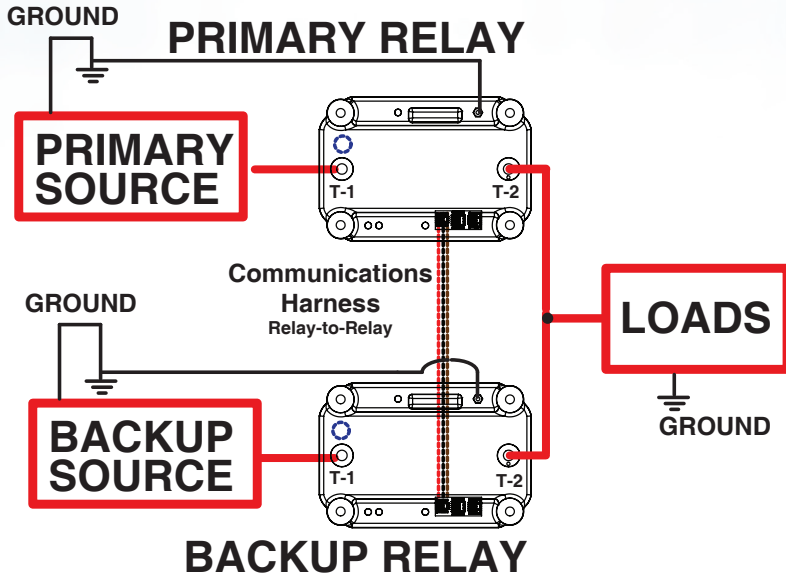 GROUND
PRIMARY RELAY
PRIMARY
SOURCE
T-1
T-2
Communications
Harness
Relay-to-Relay
GROUND
LOADS
GROUND
BACKUP
SOURCE
T-1
T-2
BACKUP RELAY